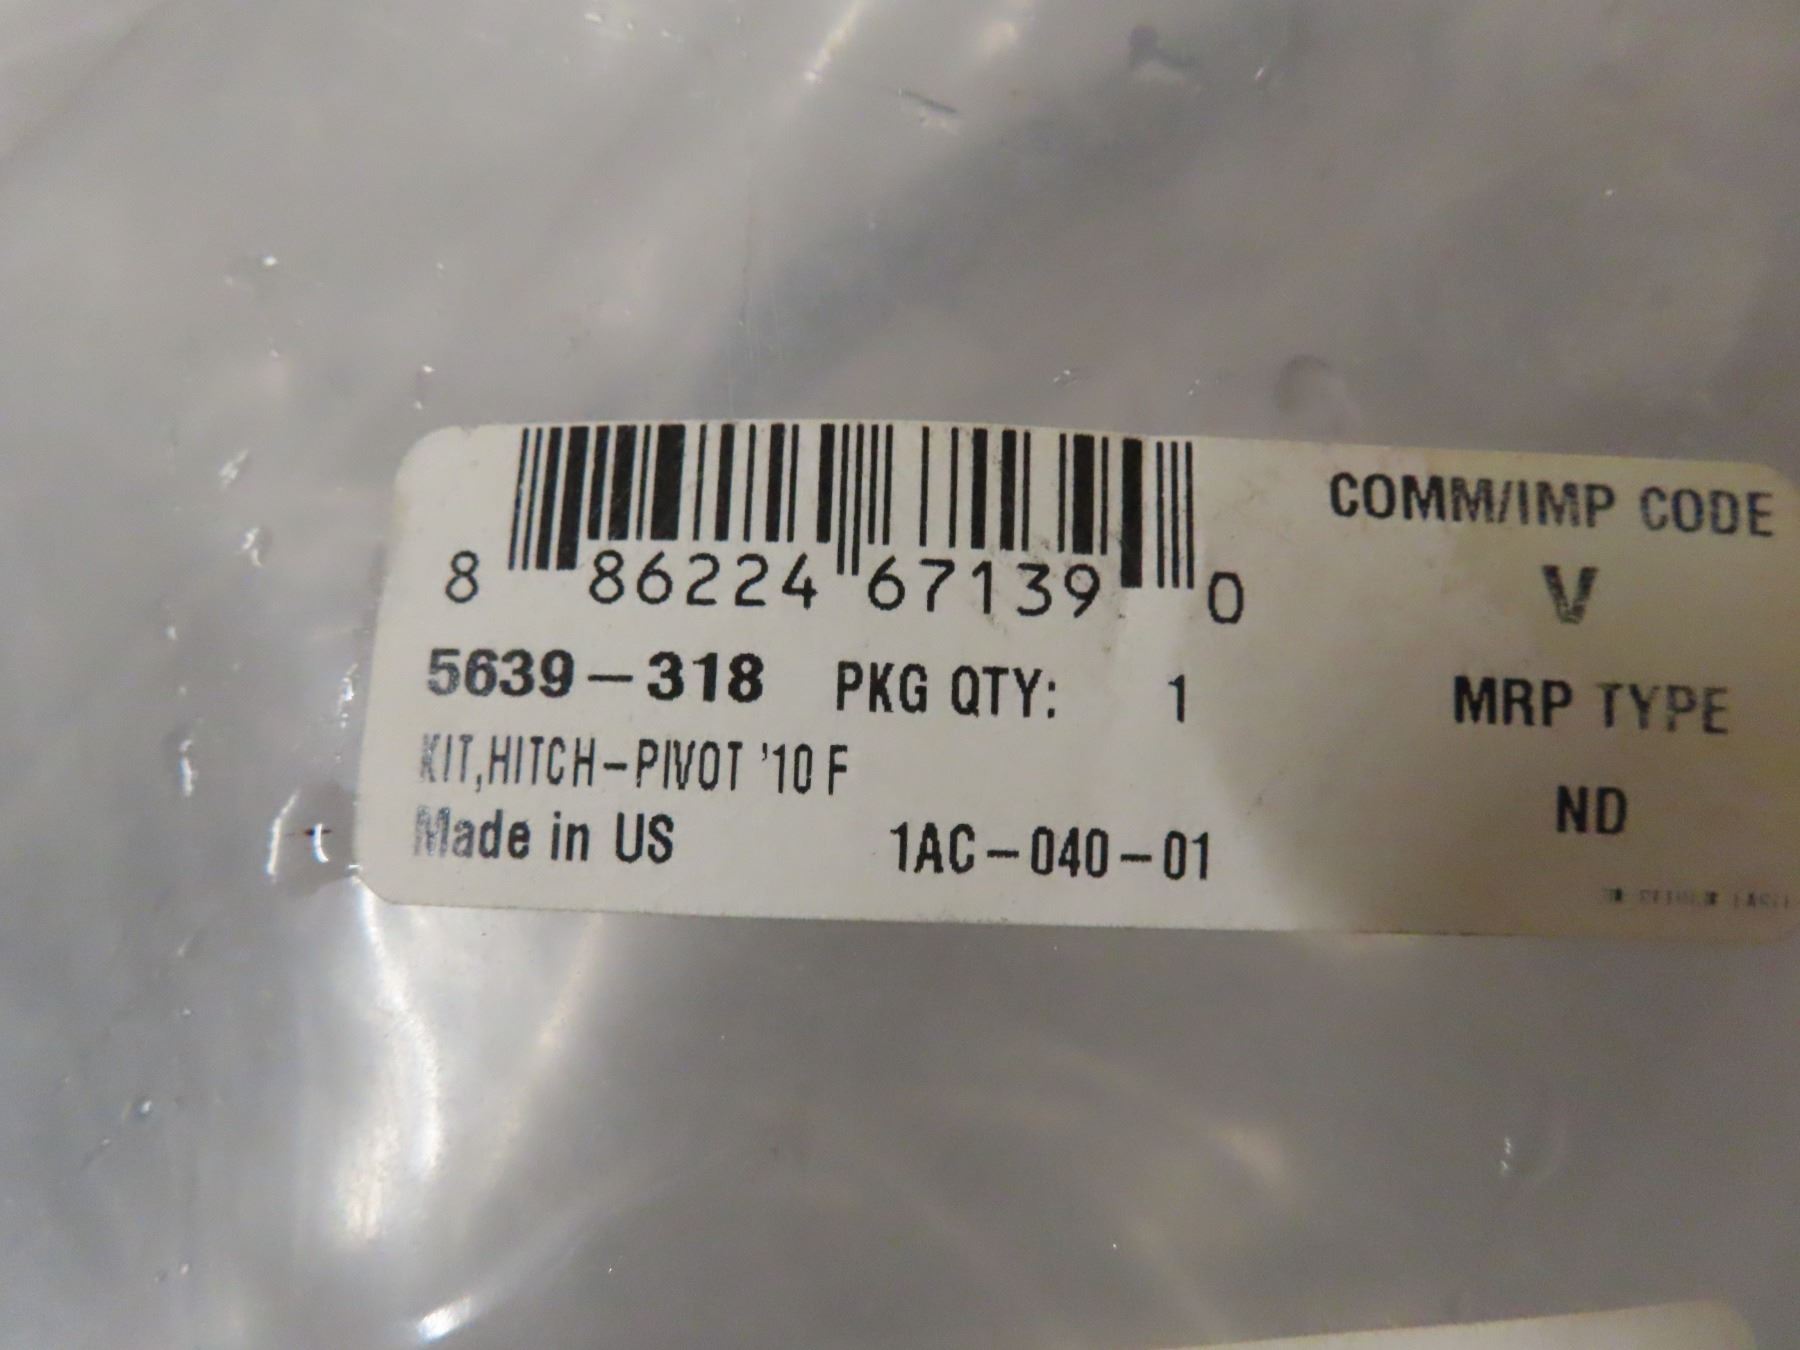 8 86224 67139 0
5639-318 PKG QTY: 1
KIT,HITCH-PIVOT '10 F
Made in US 1AC-040-01
COMM/IMP CODE
V
MRP TYPE
ND